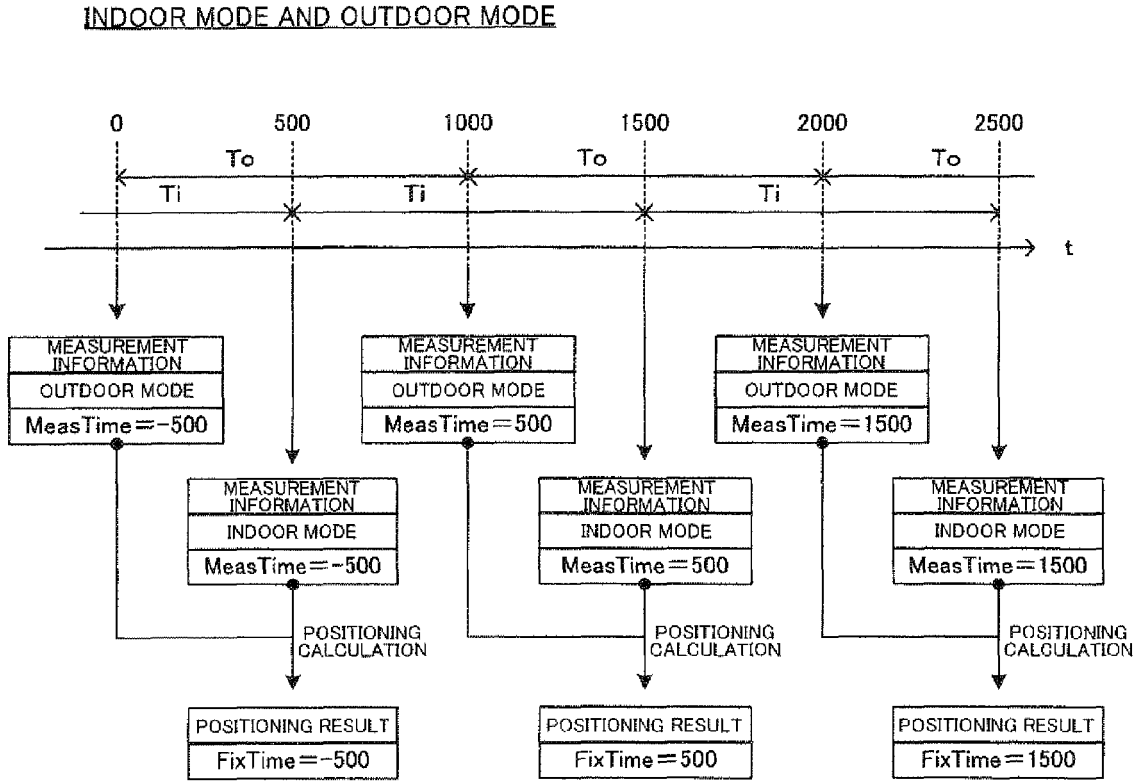 INDOOR MODE AND OUTDOOR MODE
0 500 1000 1500 2000 2500
To To To
Ti Ti Ti
t
MEASUREMENT
INFORMATION
OUTDOOR MODE
MeasTime=-500
MEASUREMENT
INFORMATION
OUTDOOR MODE
MeasTime=500
MEASUREMENT
INFORMATION
OUTDOOR MODE
MeasTime=1500
MEASUREMENT
INFORMATION
INDOOR MODE
MeasTime=-500
MEASUREMENT
INFORMATION
INDOOR MODE
MeasTime=500
MEASUREMENT
INFORMATION
INDOOR MODE
MeasTime=1500
POSITIONING
CALCULATION
POSITIONING
CALCULATION
POSITIONING
CALCULATION
POSITIONING RESULT
FixTime=-500
POSITIONING RESULT
FixTime=500
POSITIONING RESULT
FixTime=1500